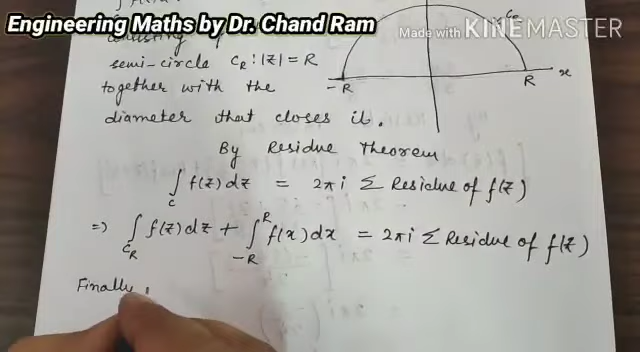 Engineering Maths by Dr. Chand Ram
Made with KINEMASTER
semi-circle C_R : |Z| = R
together with the
diameter that closes it.
C_R
-R
R
x
By Residue Theorem
∫_C f(z) dz = 2πi Σ Residue of f(z)
=> ∫_{C_R} f(z) dz + ∫_{-R}^{R} f(x) dx = 2πi Σ Residue of f(z)
Finally